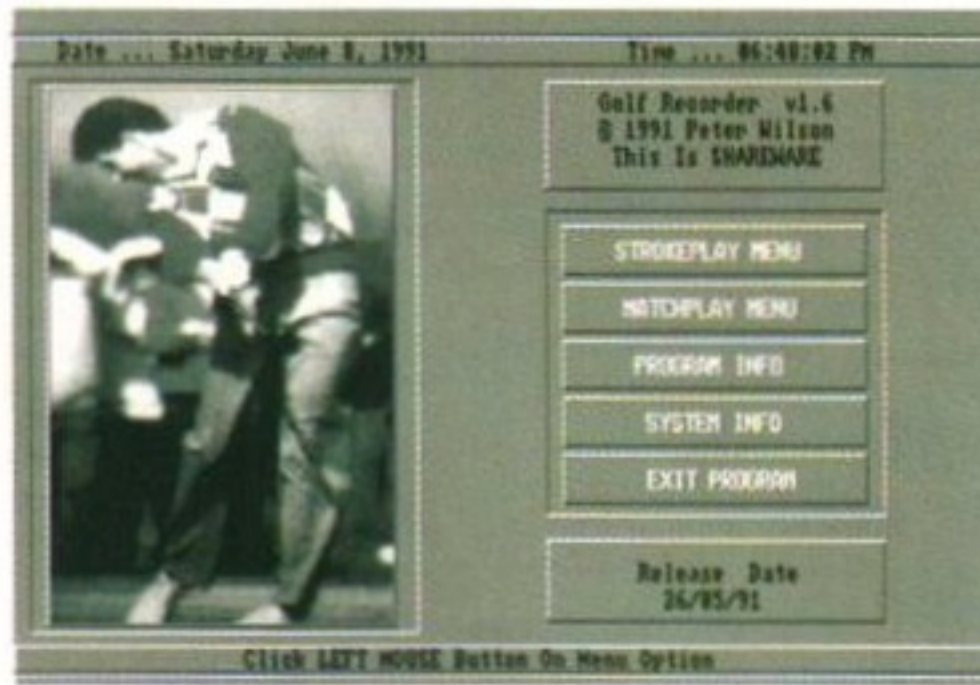 Date ... Saturday June 8, 1991
Time ... 06:48:02 PM
Golf Recorder v1.6
© 1991 Peter Wilson
This Is SHAREWARE
STROKEPLAY MENU
MATCHPLAY MENU
PROGRAM INFO
SYSTEM INFO
EXIT PROGRAM
Release Date
26/05/91
Click LEFT MOUSE Button On Menu Option